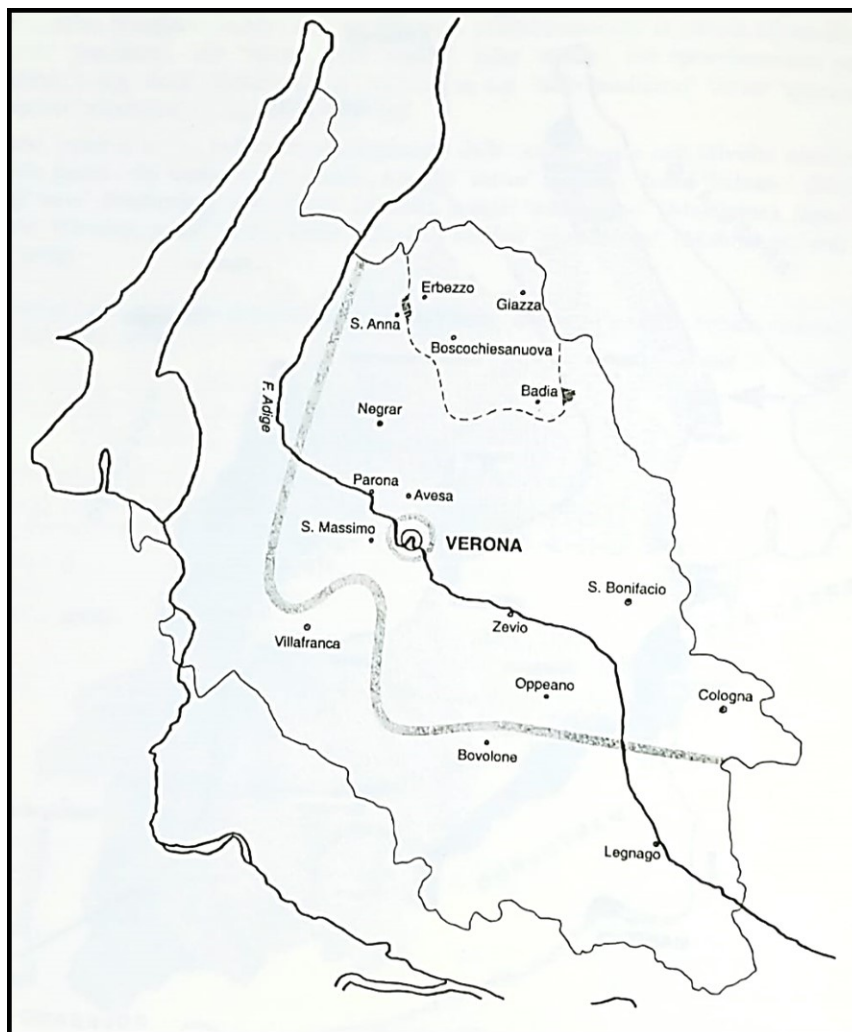 Erbezzo
Giazza
S. Anna
Boscochiesanuova
F. Adige
Badia
Negrar
Parona
Avesa
S. Massimo
VERONA
S. Bonifacio
Zevio
Villafranca
Oppeano
Cologna
Bovolone
Legnago